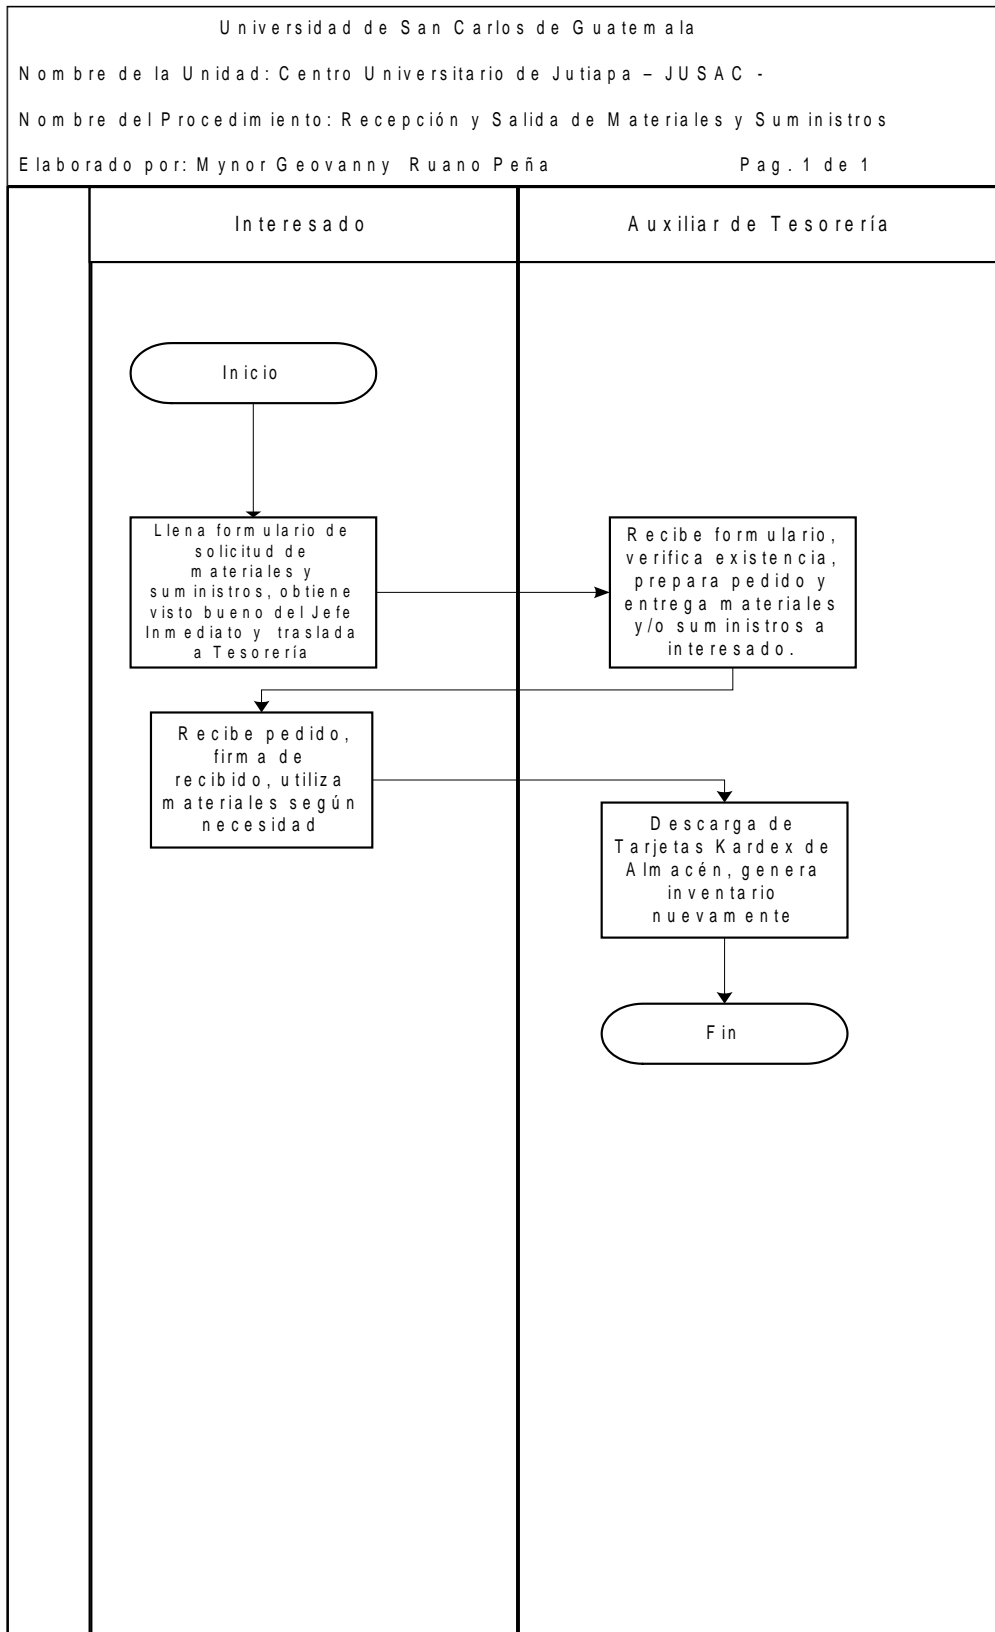 Universidad de San Carlos de Guatemala
Nombre de la Unidad: Centro Universitario de Jutiapa – JUSAC -
Nombre del Procedimiento: Recepción y Salida de Materiales y Suministros
Elaborado por: Mynor Geovanny Ruano Peña Pag. 1 de 1
Interesado
Auxiliar de Tesorería
Inicio
Llena formulario de
solicitud de
materiales y
suministros, obtiene
visto bueno del Jefe
Inmediato y traslada
a Tesorería
Recibe formulario,
verifica existencia,
prepara pedido y
entrega materiales
y/o suministros a
interesado.
Recibe pedido,
firma de
recibido, utiliza
materiales según
necesidad
Descarga de
Tarjetas Kardex de
Almacén, genera
inventario
nuevamente
Fin